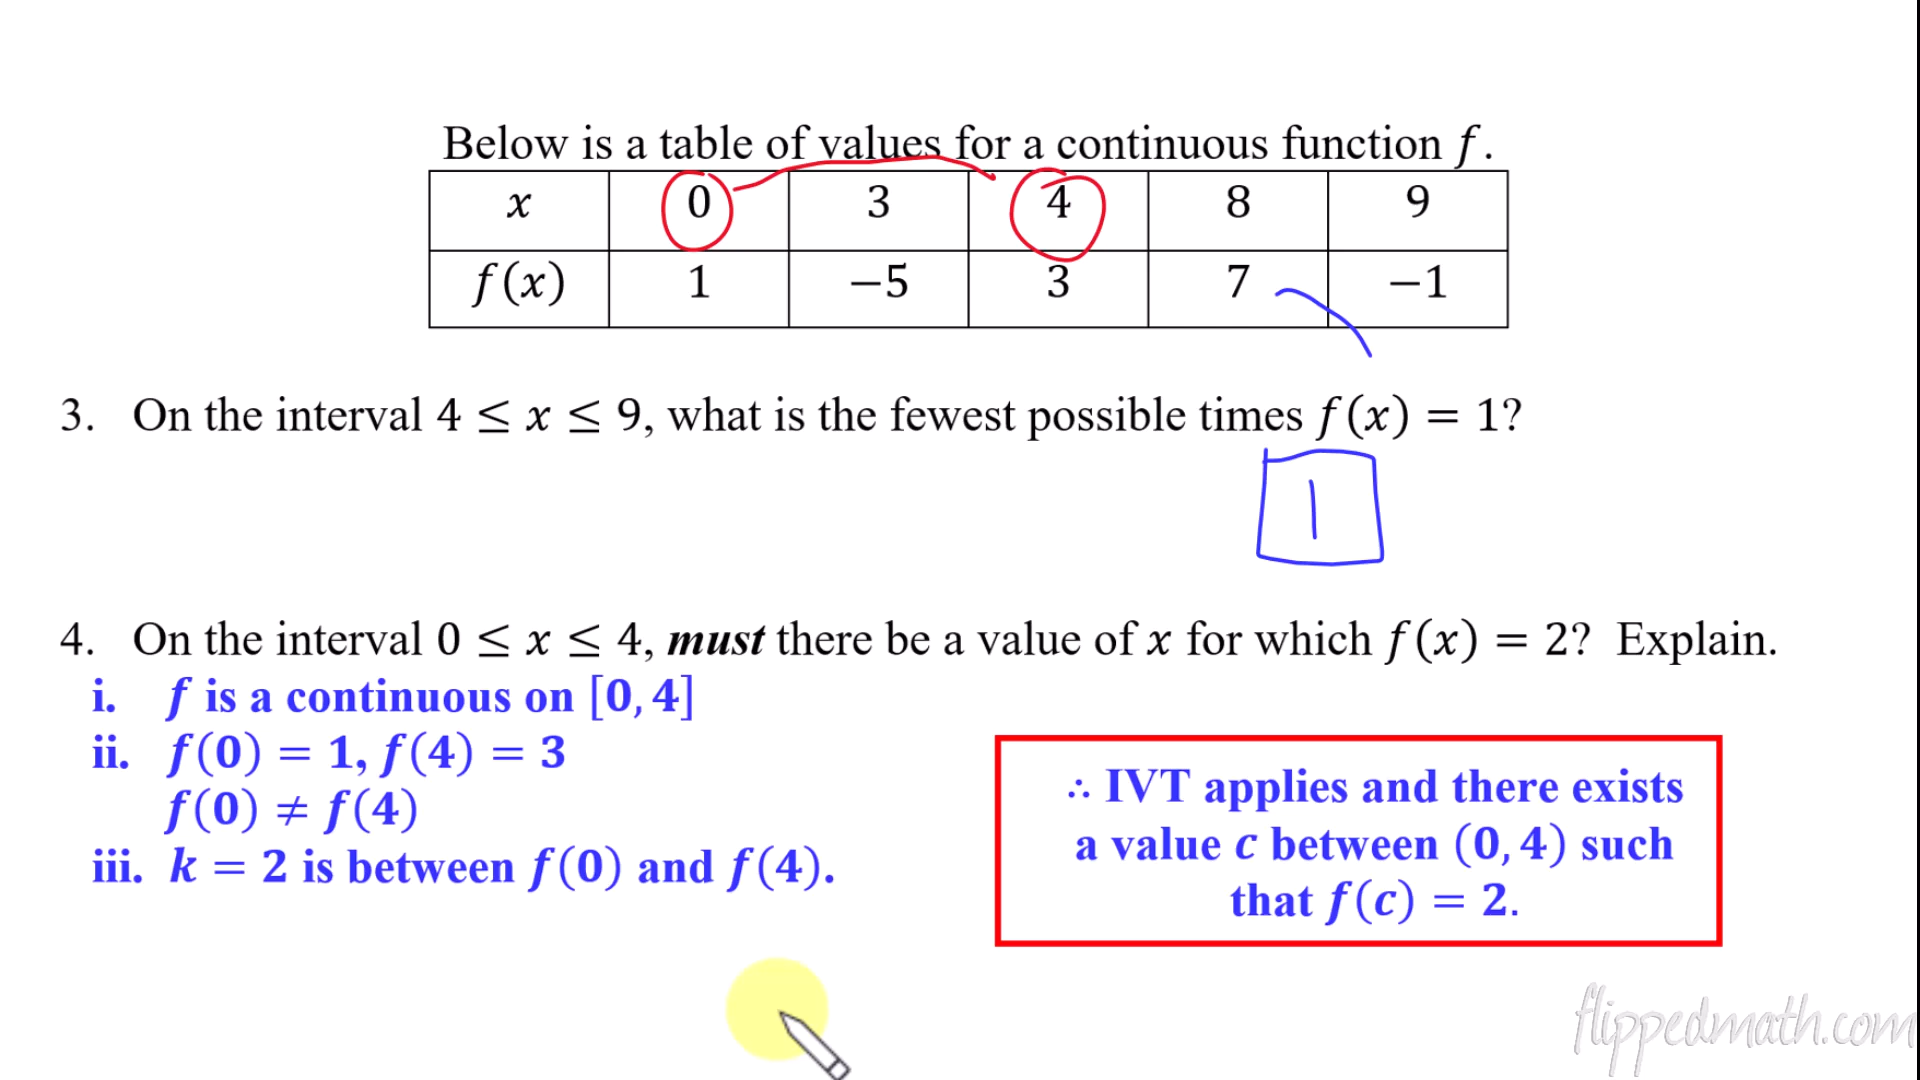 Below is a table of values for a continuous function f.
x 0 3 4 8 9
f(x) 1 −5 3 7 −1
3. On the interval 4 ≤ x ≤ 9, what is the fewest possible times f(x) = 1?
1
4. On the interval 0 ≤ x ≤ 4, must there be a value of x for which f(x) = 2? Explain.
i. f is a continuous on [0, 4]
ii. f(0) = 1, f(4) = 3
f(0) ≠ f(4)
iii. k = 2 is between f(0) and f(4).
∴ IVT applies and there exists
a value c between (0, 4) such
that f(c) = 2.
flippedmath.com